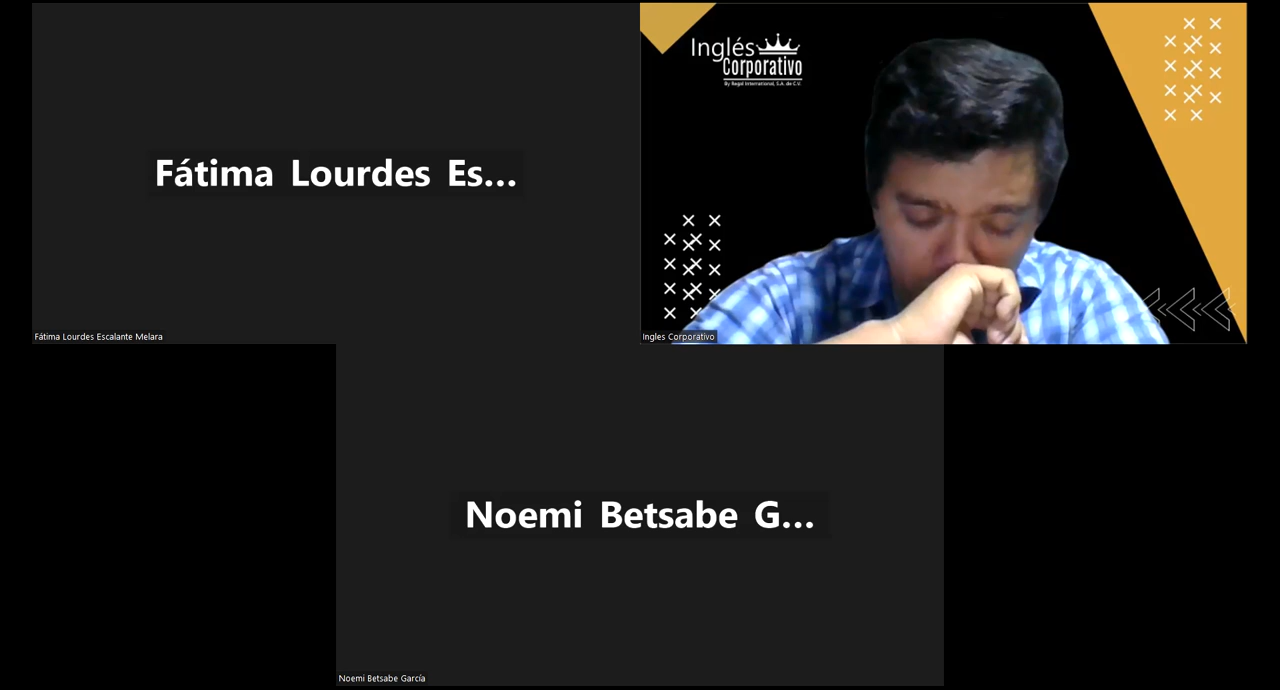 Fátima Lourdes Es...
Fátima Lourdes Escalante Melara
Inglés
Corporativo
By Regal International, S.A. de C.V.
Ingles Corporativo
Noemi Betsabe G...
Noemi Betsabe García